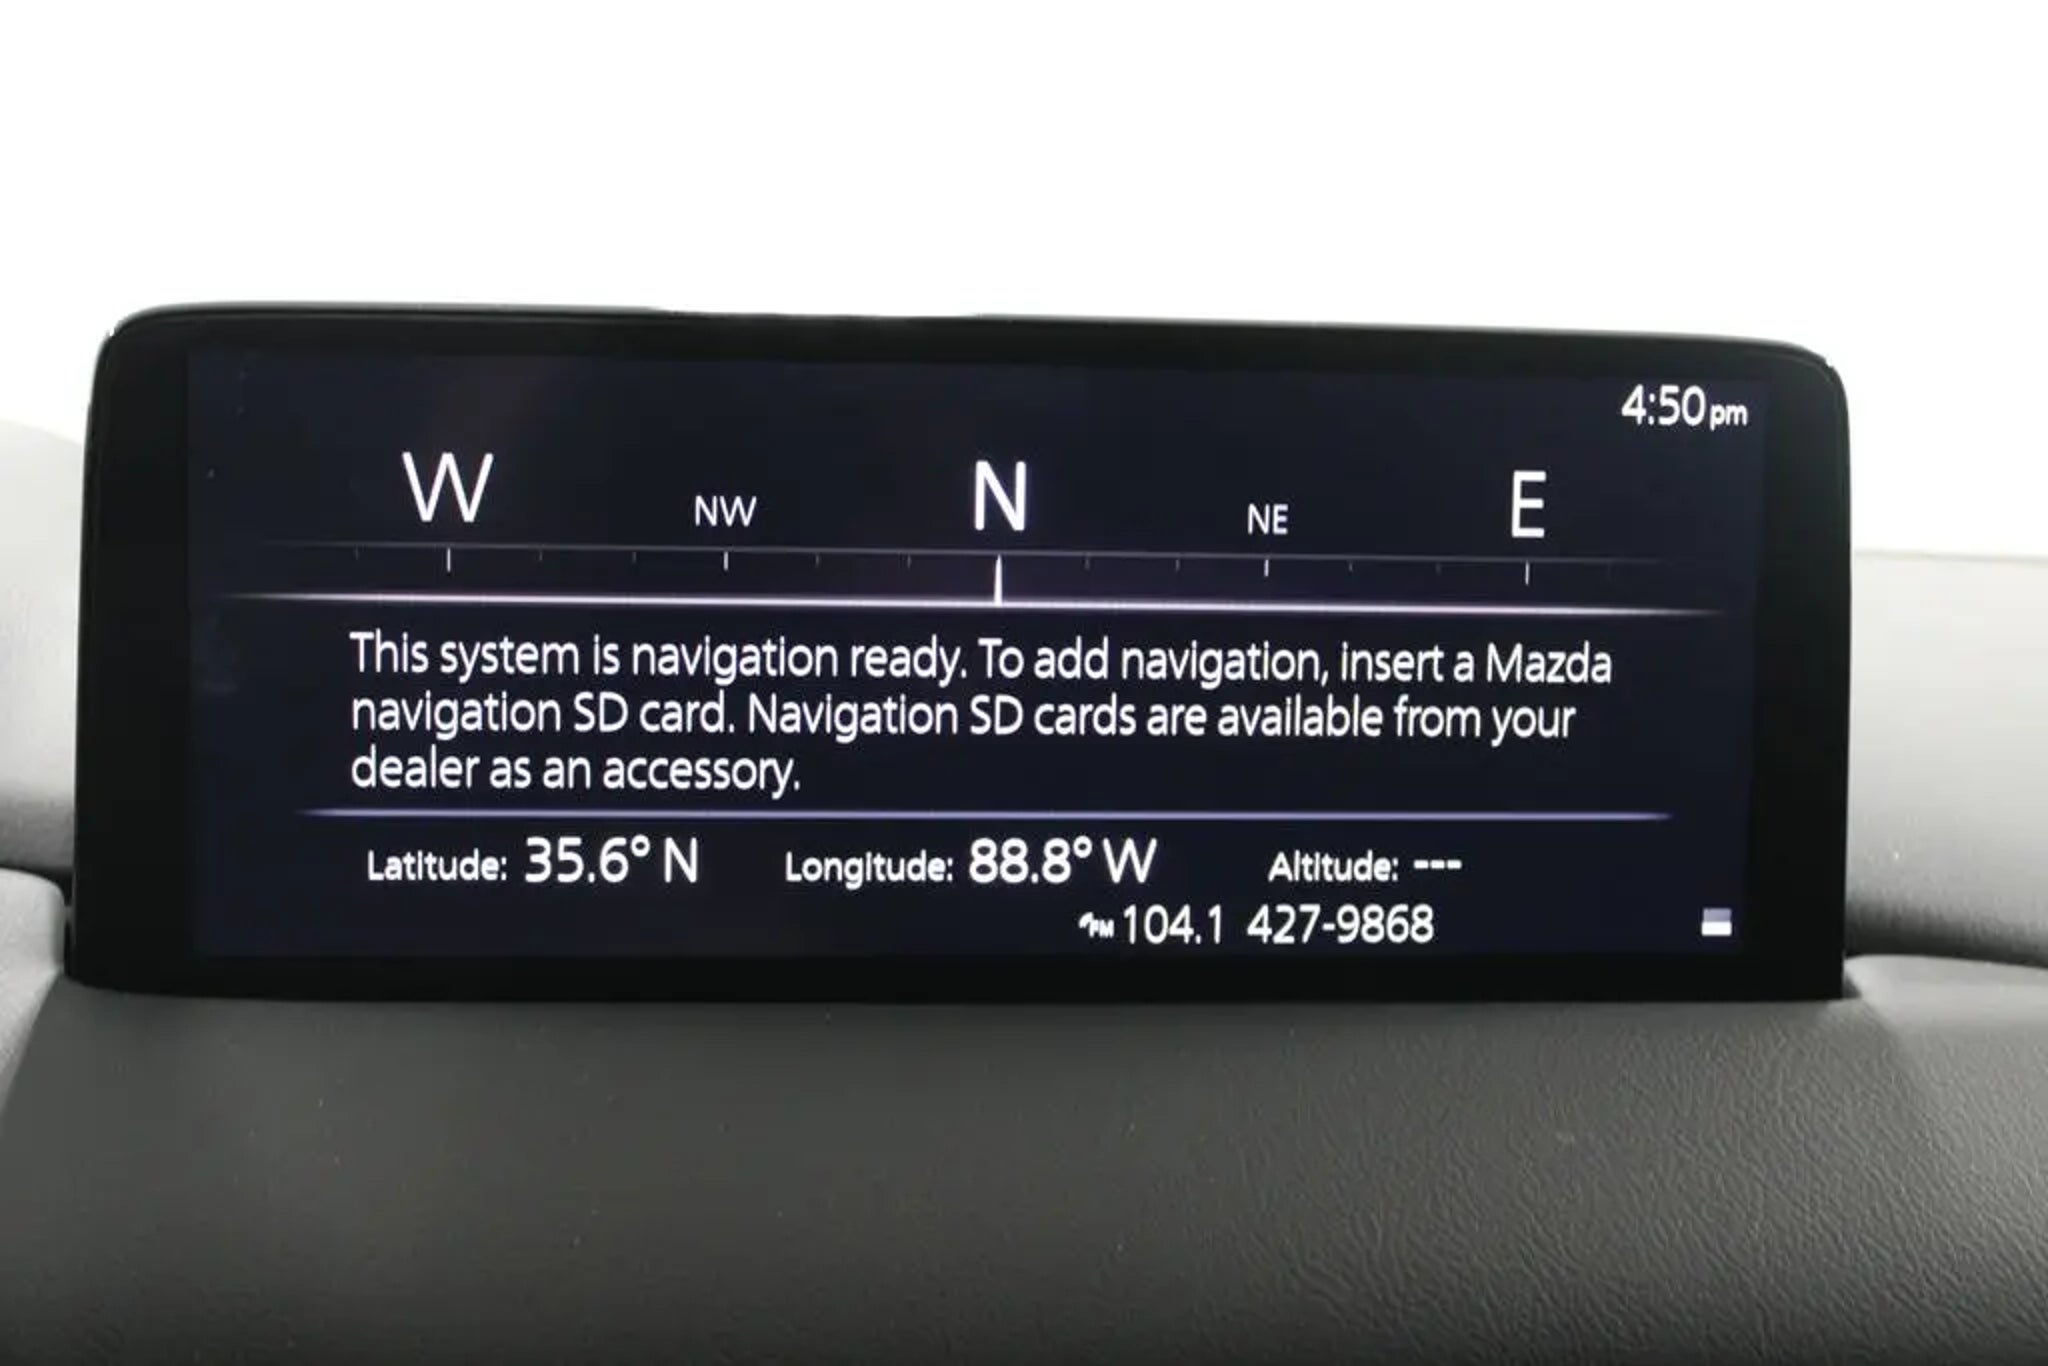 4:50 pm
W NW N NE E
This system is navigation ready. To add navigation, insert a Mazda
navigation SD card. Navigation SD cards are available from your
dealer as an accessory.
Latitude: 35.6° N Longitude: 88.8° W Altitude: ---
FM 104.1 427-9868